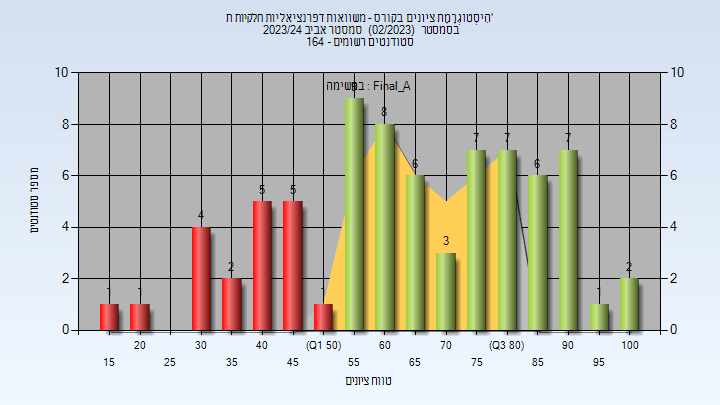 הִיסְטוֹגְרָמַת ציונים בקורס - משוואות דפרנציאליות חלקיות ת'
בסמסטר (02/2023) סמסטר אביב 2023/24
סטודנטים רשומים - 164
במשימה : Final_A
מספר סטודנטים
10 10
8 8
6 6
4 4
2 2
0 0
1 1 4 2 5 5 1 9 8 6 3 7 7 6 7 1 2
20 30 40 (Q1 50) 60 70 (Q3 80) 90 100
15 25 35 45 55 65 75 85 95
טווח ציונים